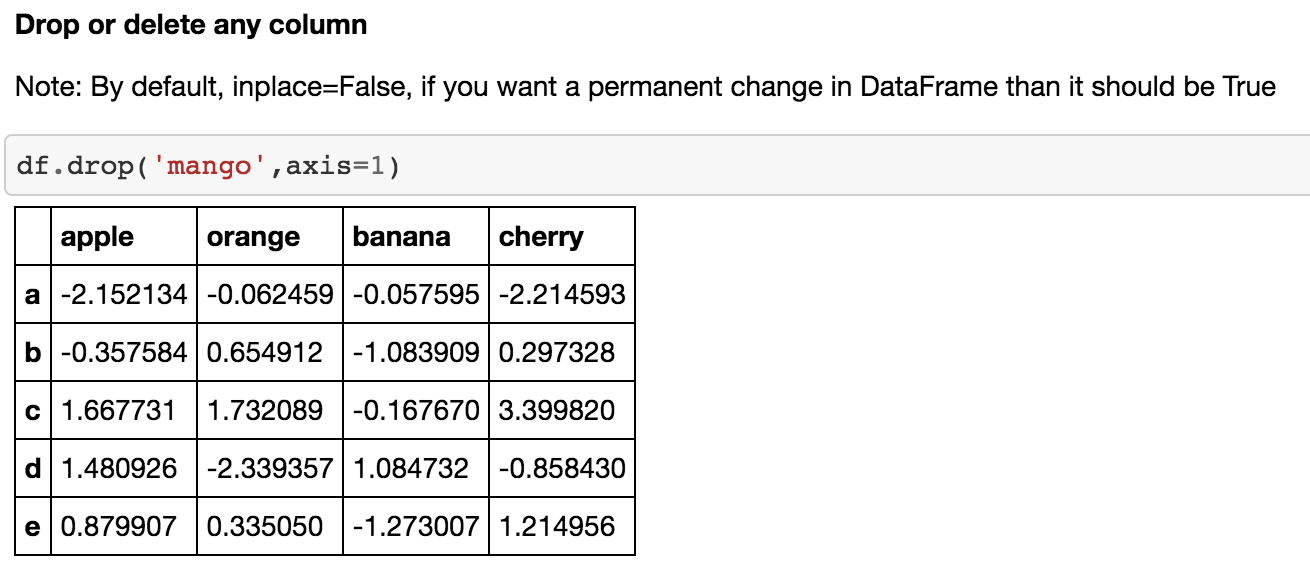 Drop or delete any column
Note: By default, inplace=False, if you want a permanent change in DataFrame than it should be True
df.drop('mango',axis=1)
apple orange banana cherry
a -2.152134 -0.062459 -0.057595 -2.214593
b -0.357584 0.654912 -1.083909 0.297328
c 1.667731 1.732089 -0.167670 3.399820
d 1.480926 -2.339357 1.084732 -0.858430
e 0.879907 0.335050 -1.273007 1.214956